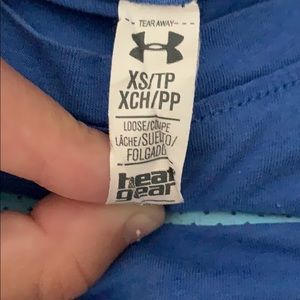 TEAR AWAY
XS/TP
XCH/PP
LOOSE/COUPE
LÂCHE/SUELTO/
FOLGADO
heat
gear